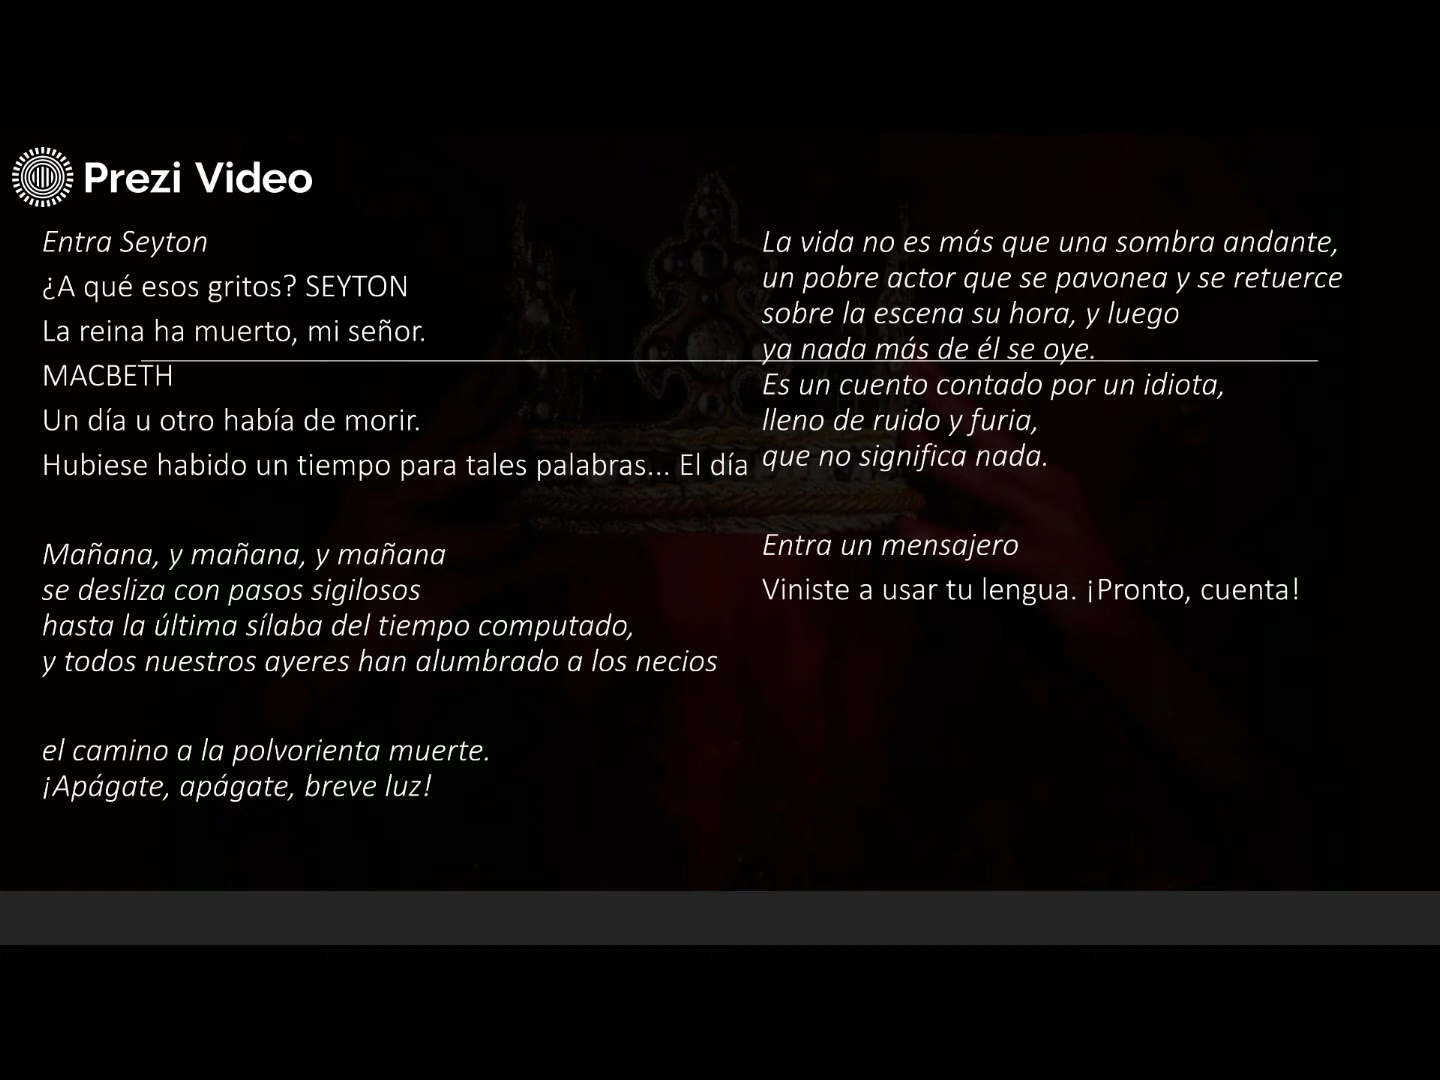 Prezi Video
Entra Seyton
¿A qué esos gritos? SEYTON
La reina ha muerto, mi señor.
MACBETH
Un día u otro había de morir.
Hubiese habido un tiempo para tales palabras... El día
Mañana, y mañana, y mañana
se desliza con pasos sigilosos
hasta la última sílaba del tiempo computado,
y todos nuestros ayeres han alumbrado a los necios
el camino a la polvorienta muerte.
¡Apágate, apágate, breve luz!
La vida no es más que una sombra andante,
un pobre actor que se pavonea y se retuerce
sobre la escena su hora, y luego
ya nada más de él se oye.
Es un cuento contado por un idiota,
lleno de ruido y furia,
que no significa nada.
Entra un mensajero
Viniste a usar tu lengua. ¡Pronto, cuenta!